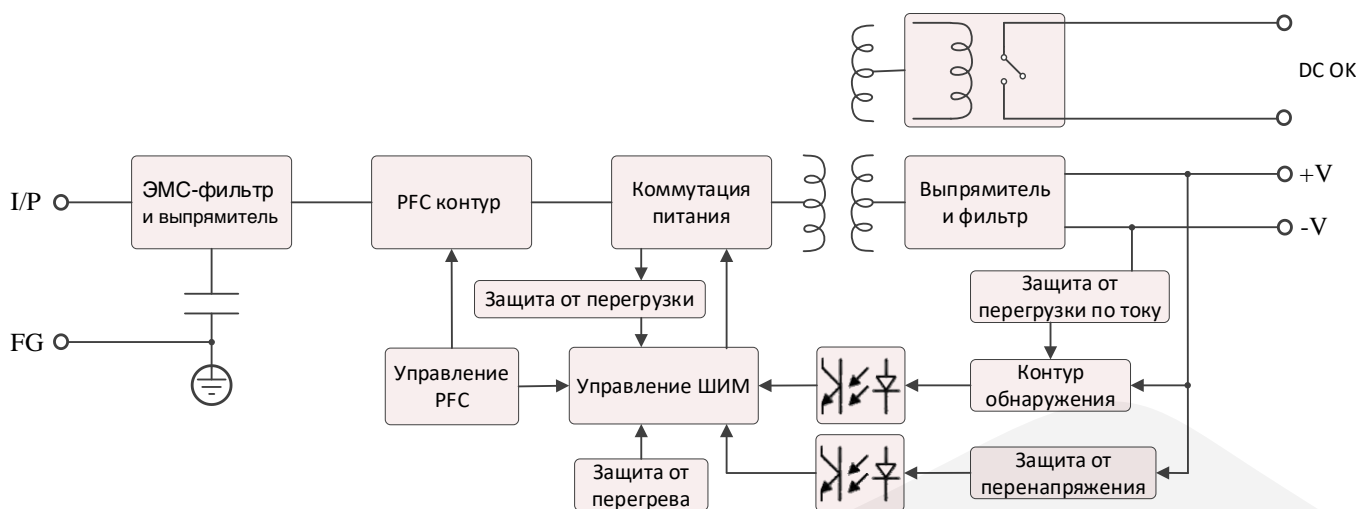 DC OK
I/P
ЭМС-фильтр
и выпрямитель
PFC контур
Коммутация
питания
Выпрямитель
и фильтр
+V
-V
Защита от перегрузки
Защита от
перегрузки по току
FG
Управление
PFC
Управление ШИМ
Контур
обнаружения
Защита от
перегрева
Защита от
перенапряжения